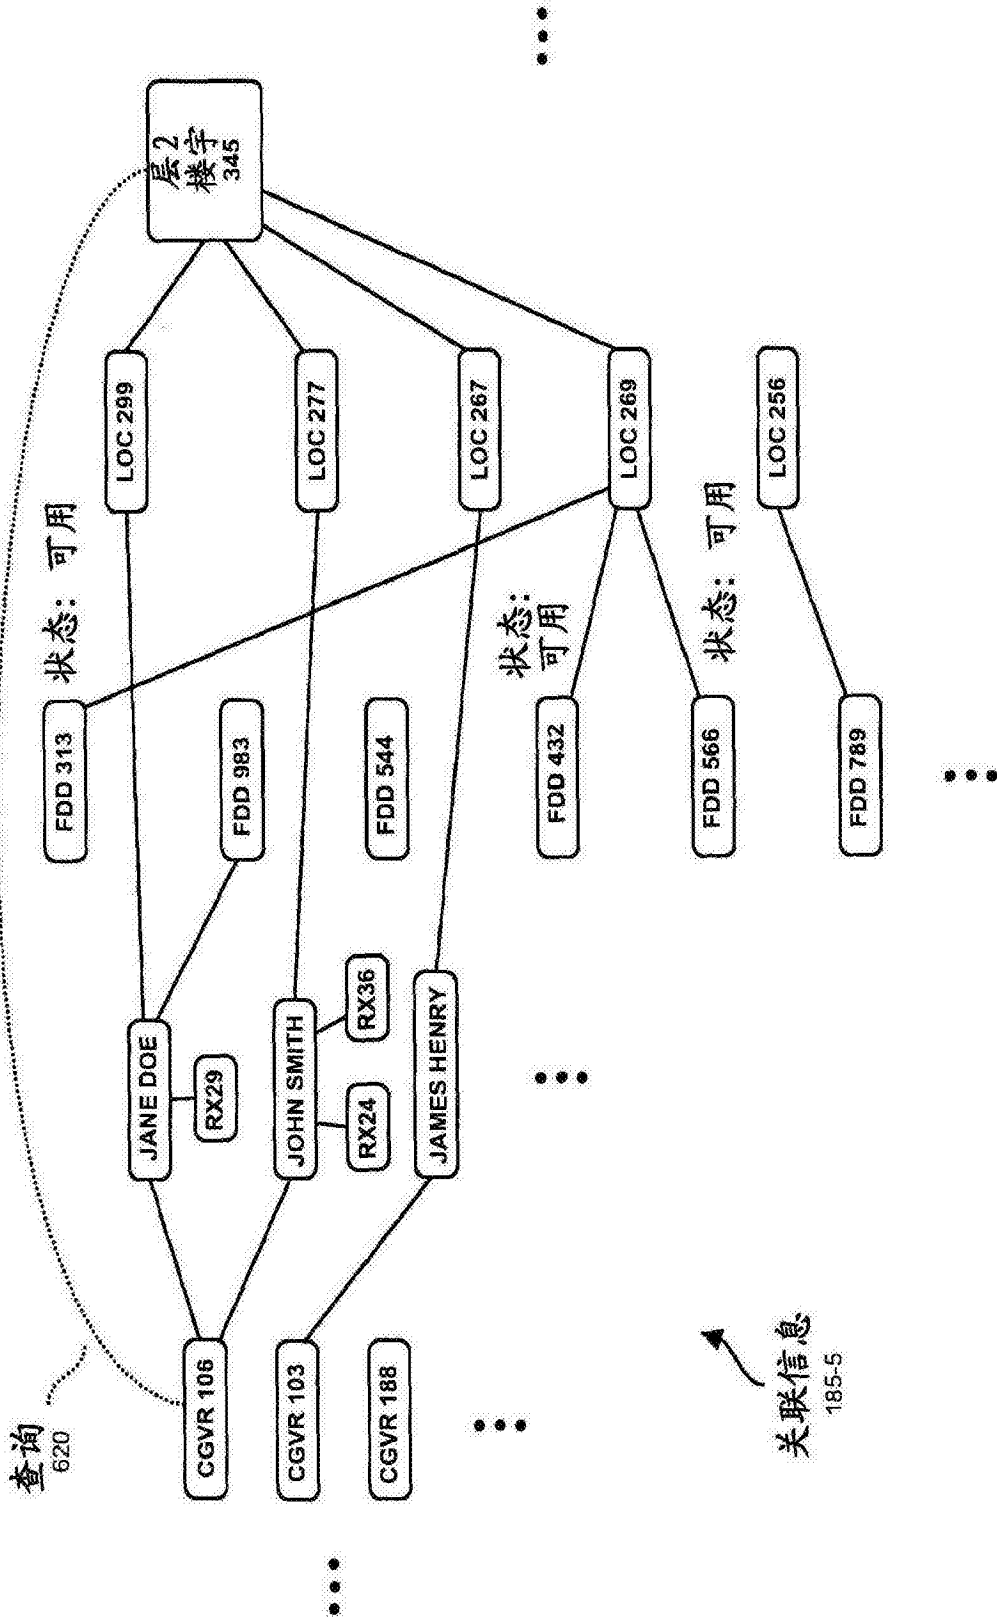 查询
620
CGVR 106
CGVR 103
CGVR 188
JANE DOE
RX29
JOHN SMITH
RX24
RX36
JAMES HENRY
FDD 313
状态：可用
FDD 983
FDD 544
FDD 432
状态：
可用
FDD 566
状态：可用
FDD 789
LOC 299
LOC 277
LOC 267
LOC 269
LOC 256
层2
楼宇
345
关联信息
185-5